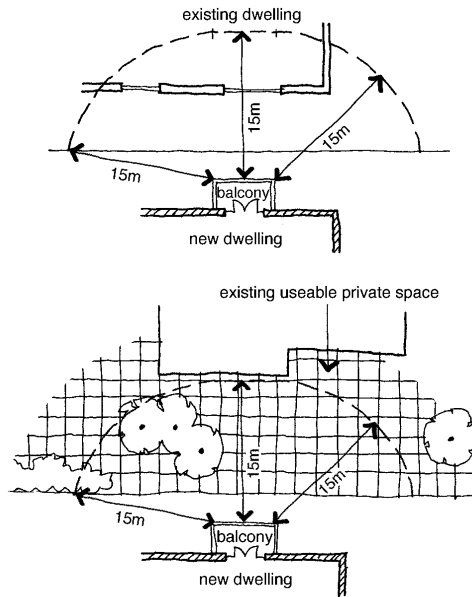 existing dwelling
15m
15m
15m
balcony
new dwelling
existing useable private space
15m
15m
15m
balcony
new dwelling